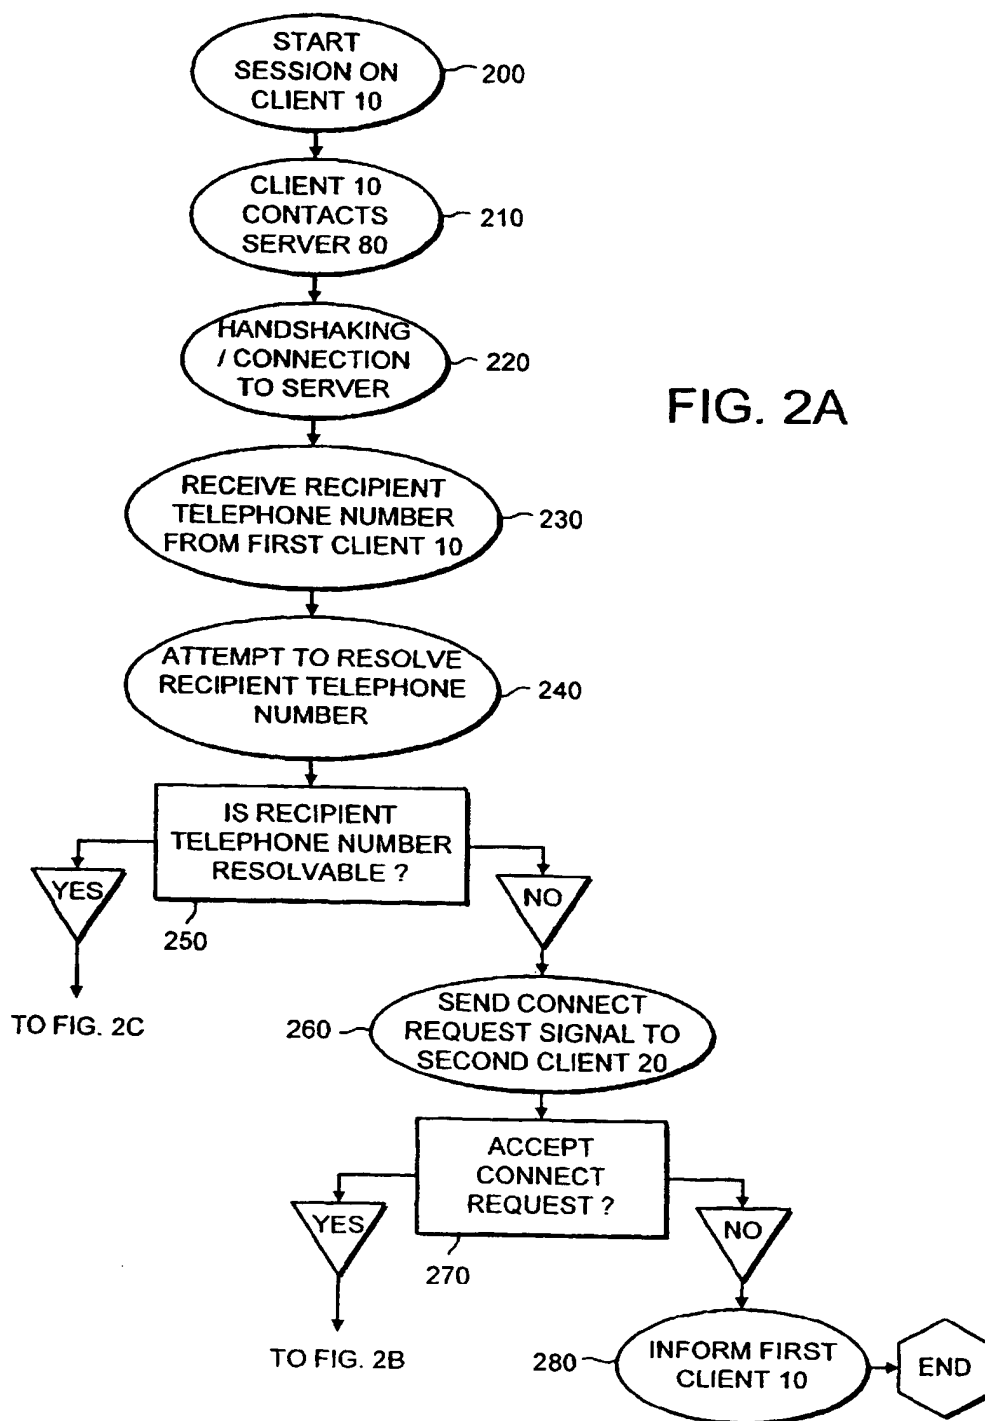 START
SESSION ON
CLIENT 10
200
CLIENT 10
CONTACTS
SERVER 80
210
HANDSHAKING
/ CONNECTION
TO SERVER
220
FIG. 2A
RECEIVE RECIPIENT
TELEPHONE NUMBER
FROM FIRST CLIENT 10
230
ATTEMPT TO RESOLVE
RECIPIENT TELEPHONE
NUMBER
240
IS RECIPIENT
TELEPHONE NUMBER
RESOLVABLE ?
250
YES
NO
TO FIG. 2C
SEND CONNECT
REQUEST SIGNAL TO
SECOND CLIENT 20
260
ACCEPT
CONNECT
REQUEST ?
270
YES
NO
TO FIG. 2B
INFORM FIRST
CLIENT 10
280
END